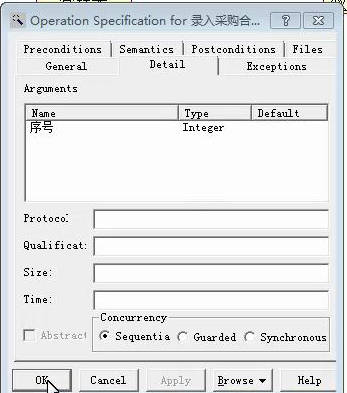 Operation Specification for 录入采购合...
Preconditions Semantics Postconditions Files
General Detail Exceptions
Arguments
Name Type Default
序号 Integer
Protoco:
Qualificat:
Size:
Time:
Concurrency
Abstract Sequentia Guarded Synchronous
OK Cancel Apply Browse Help